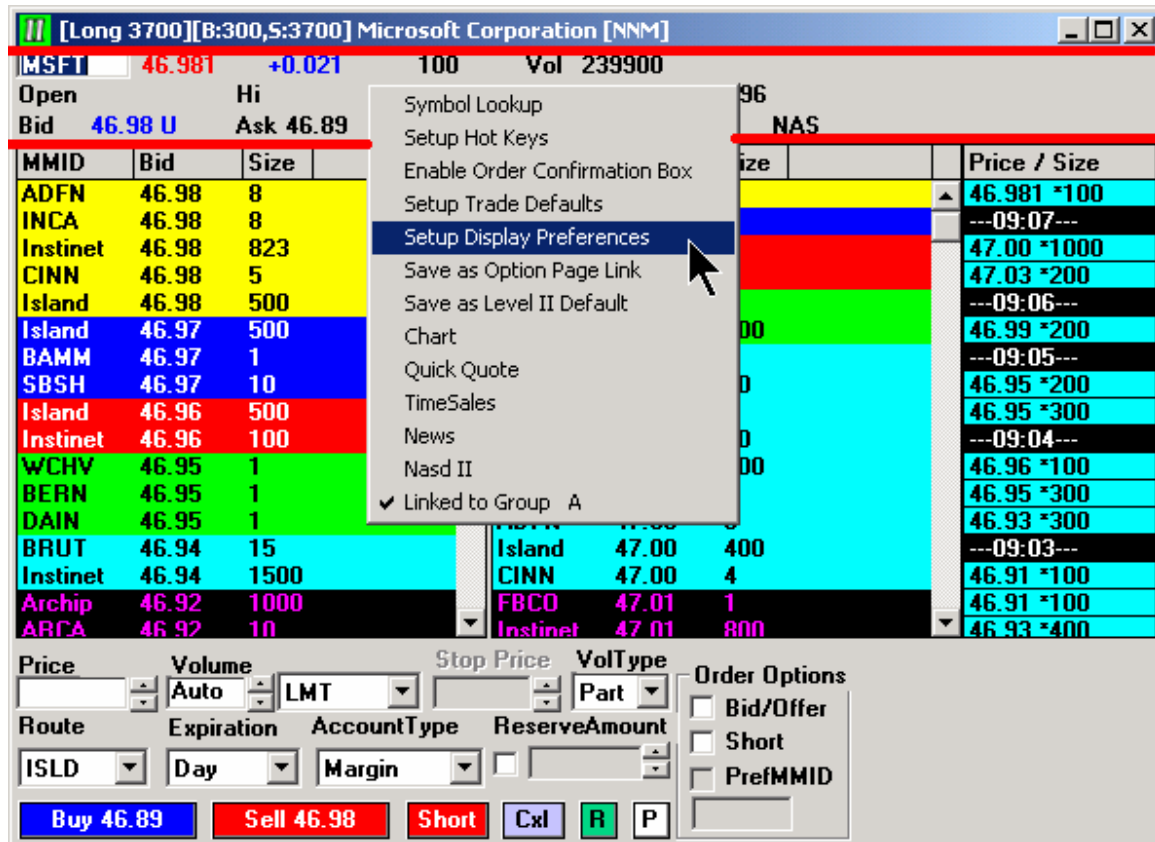 [Long 3700][B:300,S:3700] Microsoft Corporation [NNM]
MSFT 46.981 +0.021 100 Vol 239900
Open Hi 96
Bid 46.98 U Ask 46.89 NAS
MMID Bid Size ize Price / Size
ADFN 46.98 8 46.981 *100
INCA 46.98 8 ---09:07---
Instinet 46.98 823 47.00 *1000
CINN 46.98 5 47.03 *200
Island 46.98 500 ---09:06---
Island 46.97 500 00 46.99 *200
BAMM 46.97 1 ---09:05---
SBSH 46.97 10 0 46.95 *200
Island 46.96 500 46.95 *300
Instinet 46.96 100 0 ---09:04---
WCHV 46.95 1 00 46.96 *100
BERN 46.95 1 46.95 *300
DAIN 46.95 1 46.93 *300
BRUT 46.94 15 Island 47.00 400 ---09:03---
Instinet 46.94 1500 CINN 47.00 4 46.91 *100
Archip 46.92 1000 FBCO 47.01 1 46.91 *100
ARCA 46.92 10 Instinet 47.01 800 46.93 *400
Symbol Lookup
Setup Hot Keys
Enable Order Confirmation Box
Setup Trade Defaults
Setup Display Preferences
Save as Option Page Link
Save as Level II Default
Chart
Quick Quote
TimeSales
News
Nasd II
✓ Linked to Group A
Price Volume Stop Price VolType Order Options
Auto LMT Part Bid/Offer
Route Expiration AccountType ReserveAmount Short
ISLD Day Margin PrefMMID
Buy 46.89 Sell 46.98 Short Cxl R P